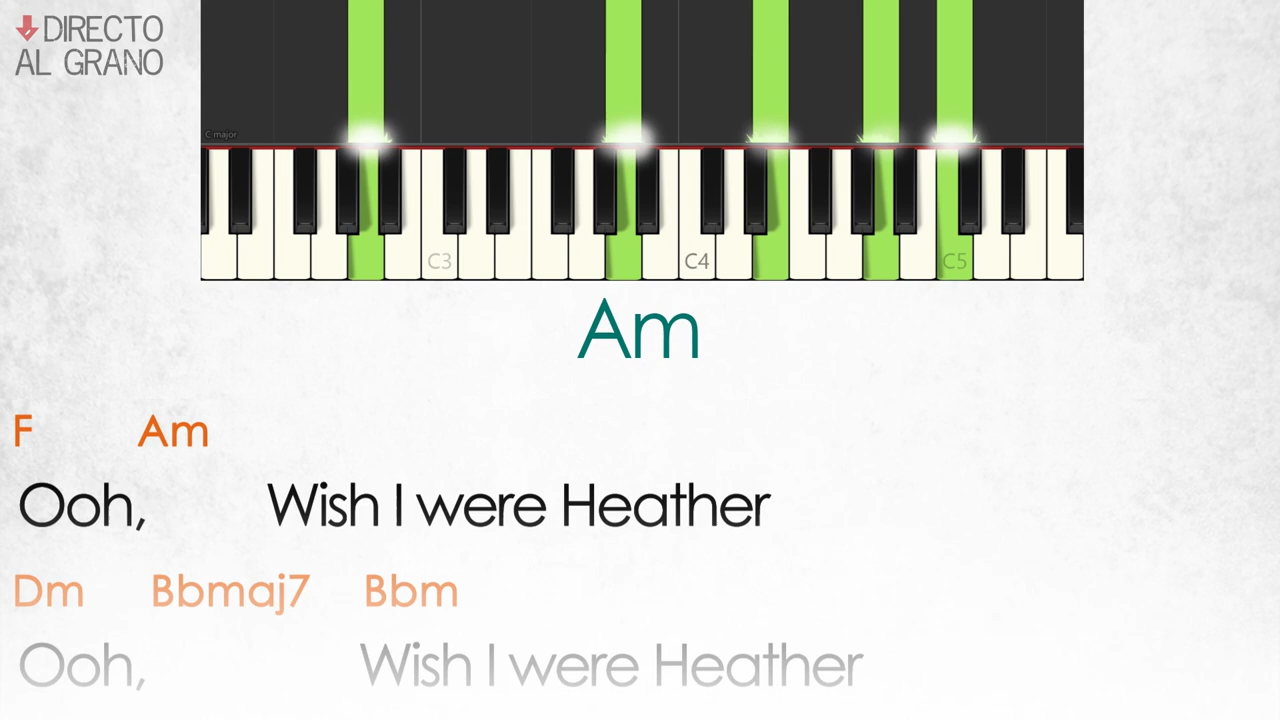 DIRECTO
AL GRANO
C major
C3 C4 C5
Am
F Am
Ooh, Wish I were Heather
Dm Bbmaj7 Bbm
Ooh, Wish I were Heather